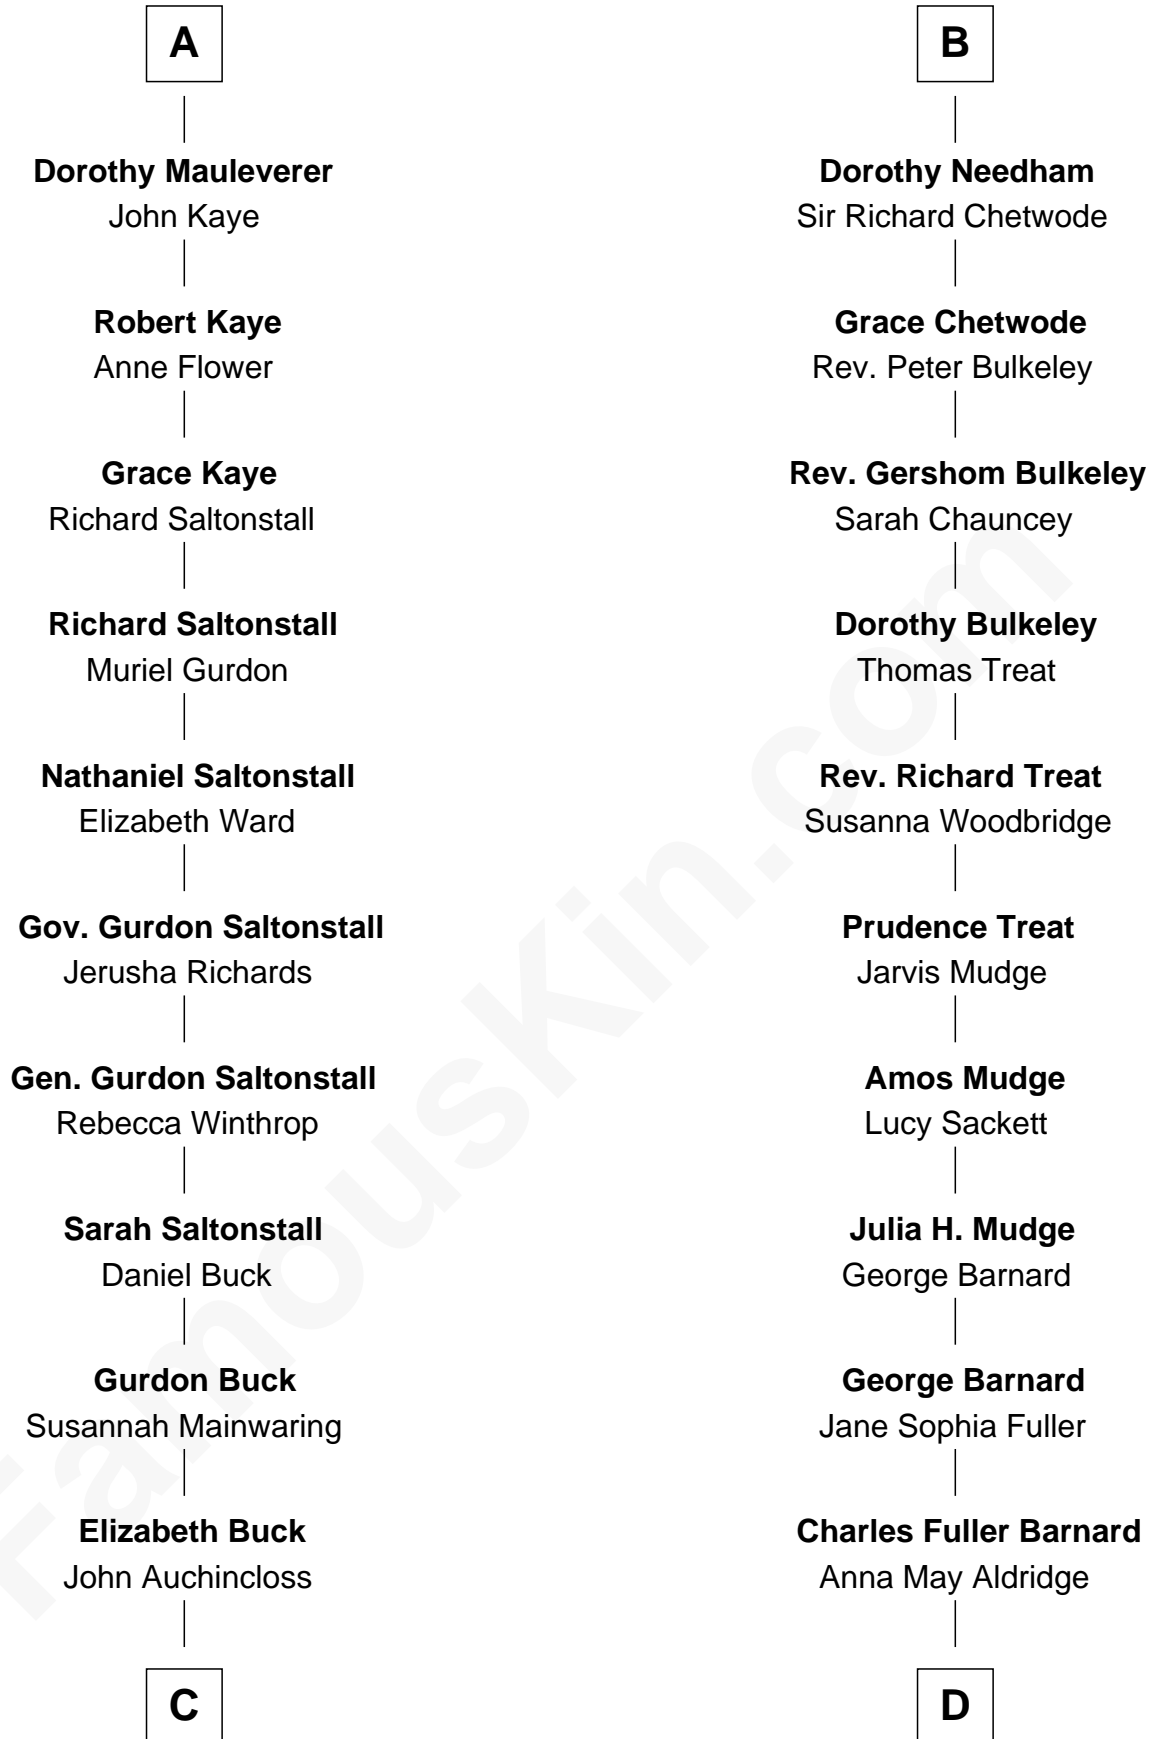 A
Dorothy Mauleverer
John Kaye
Robert Kaye
Anne Flower
Grace Kaye
Richard Saltonstall
Richard Saltonstall
Muriel Gurdon
Nathaniel Saltonstall
Elizabeth Ward
Gov. Gurdon Saltonstall
Jerusha Richards
Gen. Gurdon Saltonstall
Rebecca Winthrop
Sarah Saltonstall
Daniel Buck
Gurdon Buck
Susannah Mainwaring
Elizabeth Buck
John Auchincloss
C
B
Dorothy Needham
Sir Richard Chetwode
Grace Chetwode
Rev. Peter Bulkeley
Rev. Gershom Bulkeley
Sarah Chauncey
Dorothy Bulkeley
Thomas Treat
Rev. Richard Treat
Susanna Woodbridge
Prudence Treat
Jarvis Mudge
Amos Mudge
Lucy Sackett
Julia H. Mudge
George Barnard
George Barnard
Jane Sophia Fuller
Charles Fuller Barnard
Anna May Aldridge
D
FamousKin.com